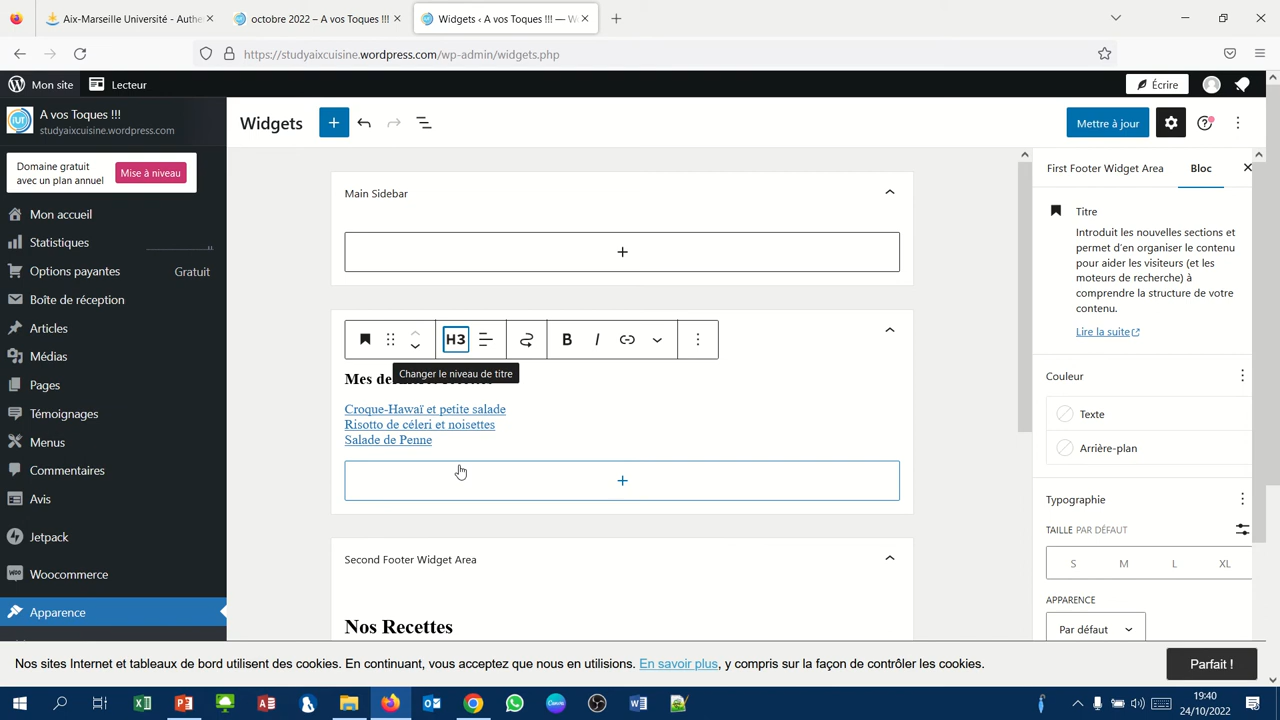 Aix-Marseille Université - Authe
octobre 2022 – A vos Toques !!! —
Widgets ‹ A vos Toques !!! — W
https://studyaixcuisine.wordpress.com/wp-admin/widgets.php
Mon site
Lecteur
Écrire
A vos Toques !!!
studyaixcuisine.wordpress.com
Domaine gratuit
avec un plan annuel
Mise à niveau
Mon accueil
Statistiques
Options payantes
Gratuit
Boîte de réception
Articles
Médias
Pages
Témoignages
Menus
Commentaires
Avis
Jetpack
Woocommerce
Apparence
Widgets
Mettre à jour
Main Sidebar
H3
B I
Changer le niveau de titre
Mes de
Croque-Hawaï et petite salade
Risotto de céleri et noisettes
Salade de Penne
Second Footer Widget Area
Nos Recettes
First Footer Widget Area
Bloc
Titre
Introduit les nouvelles sections et
permet d'en organiser le contenu
pour aider les visiteurs (et les
moteurs de recherche) à
comprendre la structure de votre
contenu.
Lire la suite
Couleur
Texte
Arrière-plan
Typographie
TAILLE PAR DÉFAUT
S M L XL
APPARENCE
Par défaut
Nos sites Internet et tableaux de bord utilisent des cookies. En continuant, vous acceptez que nous en utilisions. En savoir plus, y compris sur la façon de contrôler les cookies.
Parfait !
19:40
24/10/2022